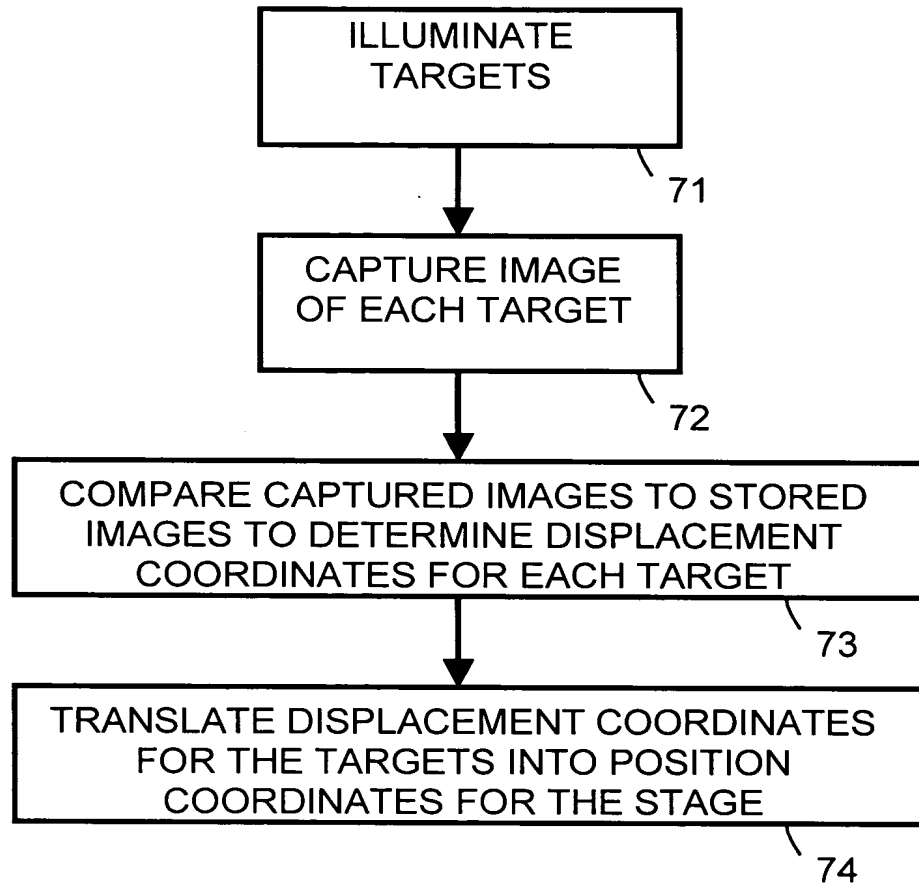 ILLUMINATE
TARGETS
71
CAPTURE IMAGE
OF EACH TARGET
72
COMPARE CAPTURED IMAGES TO STORED
IMAGES TO DETERMINE DISPLACEMENT
COORDINATES FOR EACH TARGET
73
TRANSLATE DISPLACEMENT COORDINATES
FOR THE TARGETS INTO POSITION
COORDINATES FOR THE STAGE
74